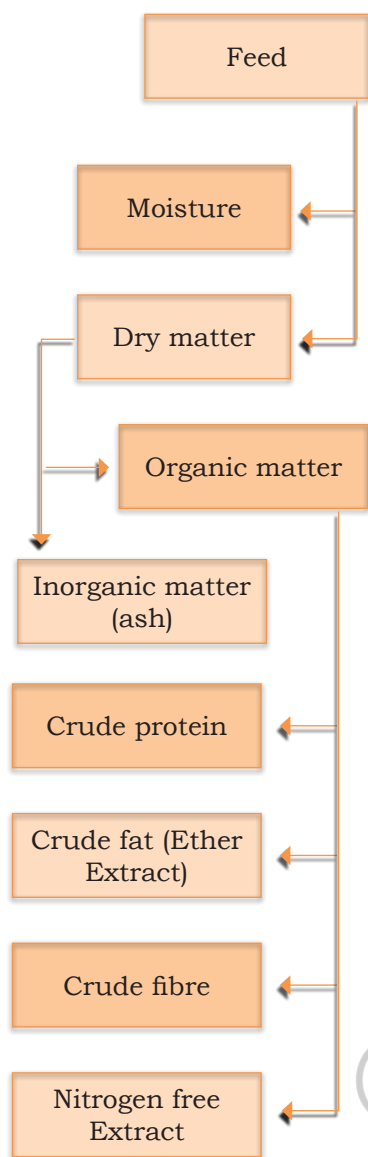 Feed
Moisture
Dry matter
Organic matter
Inorganic matter
(ash)
Crude protein
Crude fat (Ether
Extract)
Crude fibre
Nitrogen free
Extract